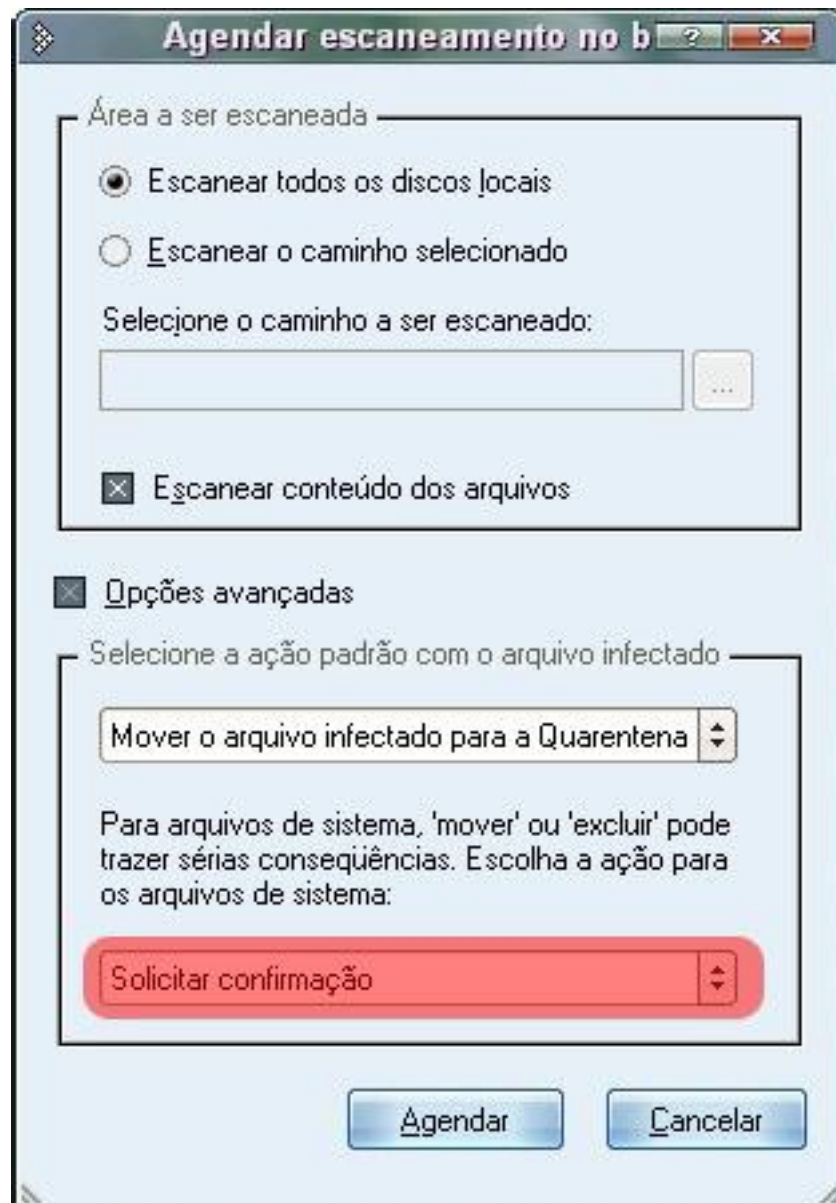 Agendar escaneamento no b
Área a ser escaneada
Escanear todos os discos locais
Escanear o caminho selecionado
Selecione o caminho a ser escaneado:
...
Escanear conteúdo dos arquivos
Opções avançadas
Selecione a ação padrão com o arquivo infectado
Mover o arquivo infectado para a Quarentena
Para arquivos de sistema, 'mover' ou 'excluir' pode
trazer sérias conseqüências. Escolha a ação para
os arquivos de sistema:
Solicitar confirmação
Agendar
Cancelar